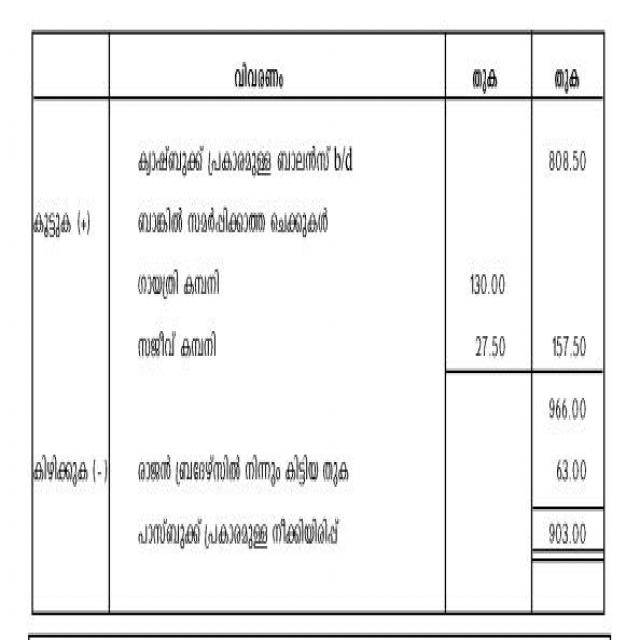 വിവരണം തുക തുക
ക്യാഷ്ബുക്ക് പ്രകാരമുള്ള ബാലൻസ് b/d 808.50
കൂട്ടുക (+) ബാങ്കിൽ സമർപ്പിക്കാത്ത ചെക്കുകൾ
ഗായത്രി കമ്പനി 130.00
സജീവ് കമ്പനി 27.50 157.50
966.00
കിഴിക്കുക (-) രാജൻ ബ്രദേഴ്സിൽ നിന്നും കിട്ടിയ തുക 63.00
പാസ്ബുക്ക് പ്രകാരമുള്ള നീക്കിയിരിപ്പ് 903.00